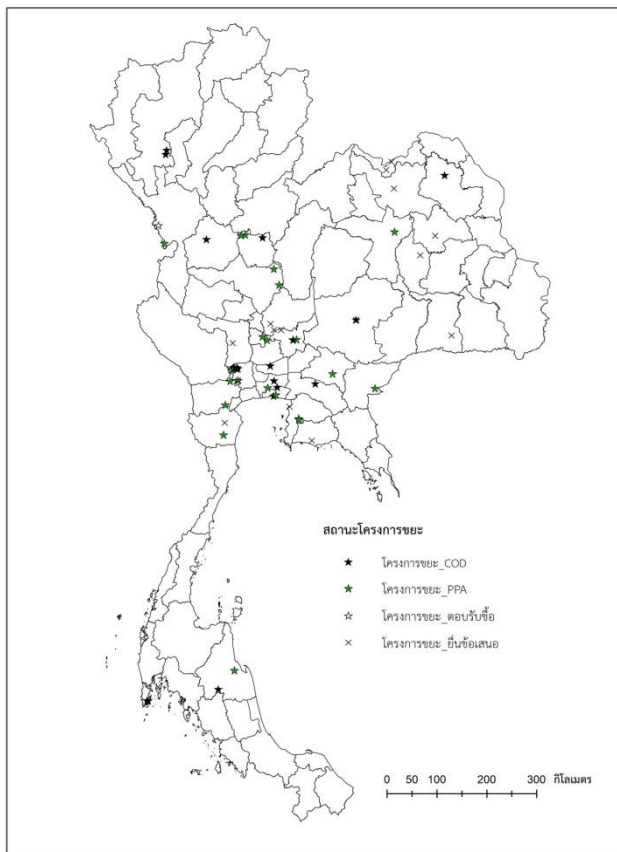 สถานะโครงการขยะ
โครงการขยะ_COD
โครงการขยะ_PPA
โครงการขยะ_ตอบรับซื้อ
โครงการขยะ_ยื่นข้อเสนอ
0 50 100 200 300 กิโลเมตร